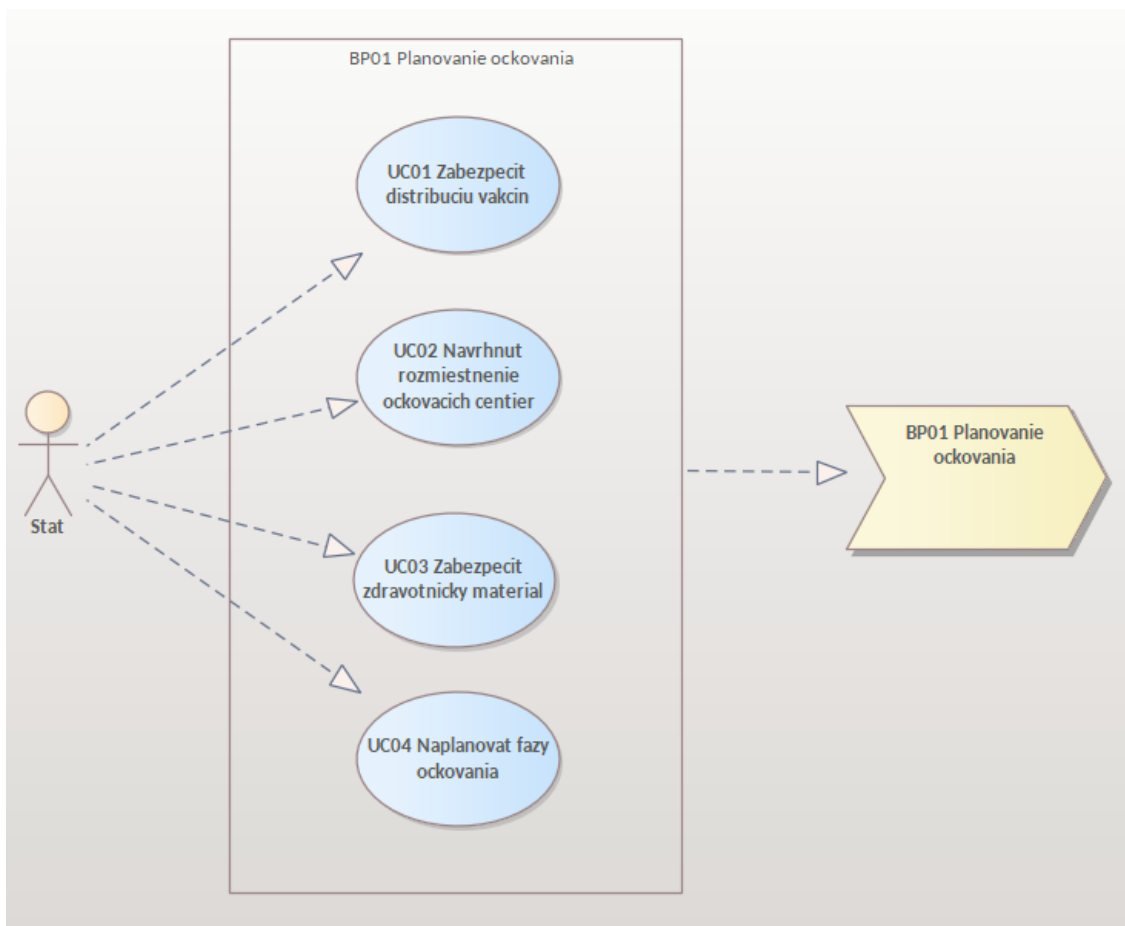 BP01 Planovanie ockovania
UC01 Zabezpecit
distribuciu vakcin
UC02 Navrhnut
rozmiestnenie
ockovacich centier
BP01 Planovanie
ockovania
Stat
UC03 Zabezpecit
zdravotnicky material
UC04 Naplanovat fazy
ockovania